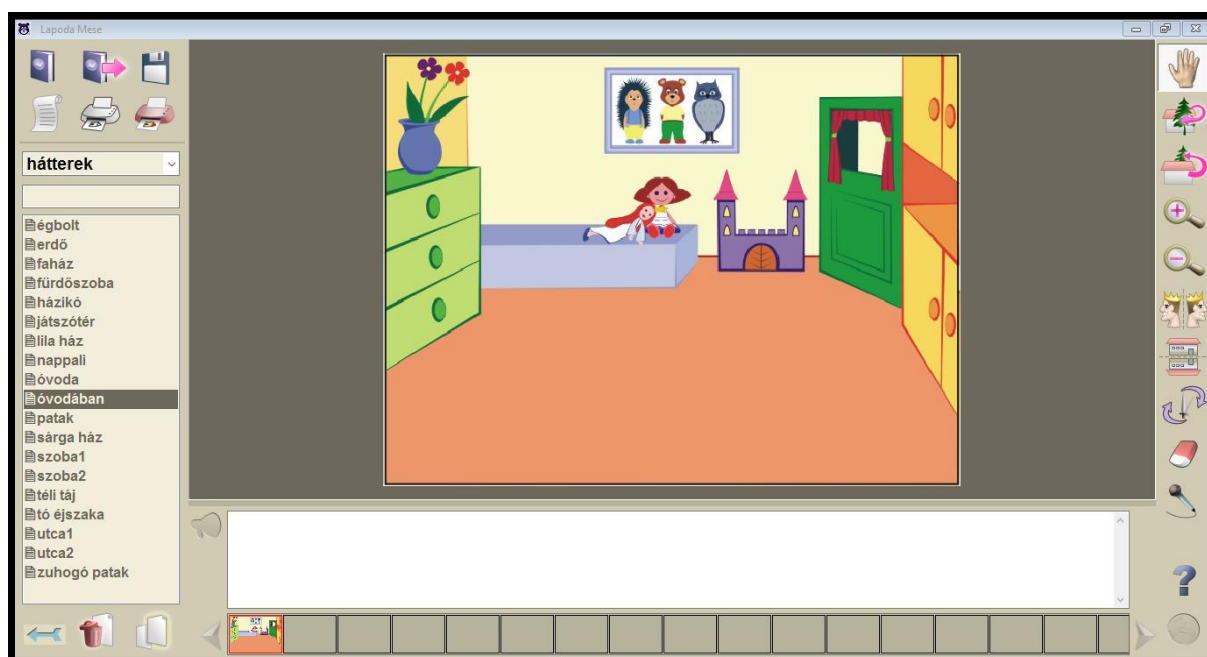 Lapoda Mese
hátterek
égbolt
erdő
faház
fürdőszoba
házikó
játszótér
lila ház
nappali
óvoda
óvodában
patak
sárga ház
szoba1
szoba2
téli táj
tó éjszaka
utca1
utca2
zuhogó patak